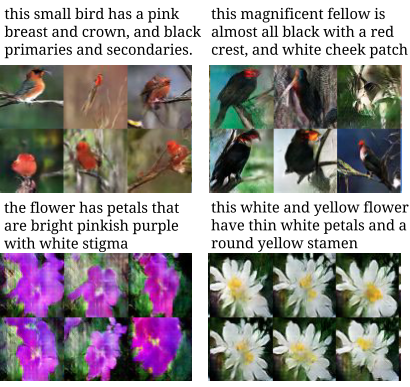 this small bird has a pink
breast and crown, and black
primaries and secondaries.
this magnificent fellow is
almost all black with a red
crest, and white cheek patch
the flower has petals that
are bright pinkish purple
with white stigma
this white and yellow flower
have thin white petals and a
round yellow stamen